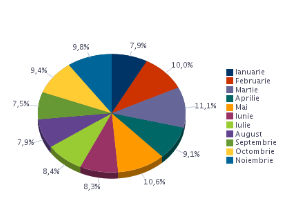 9,8%
7,9%
10,0%
11,1%
9,1%
10,6%
8,3%
8,4%
7,9%
7,5%
9,4%
Ianuarie
Februarie
Martie
Aprilie
Mai
Iunie
Iulie
August
Septembrie
Octombrie
Noiembrie